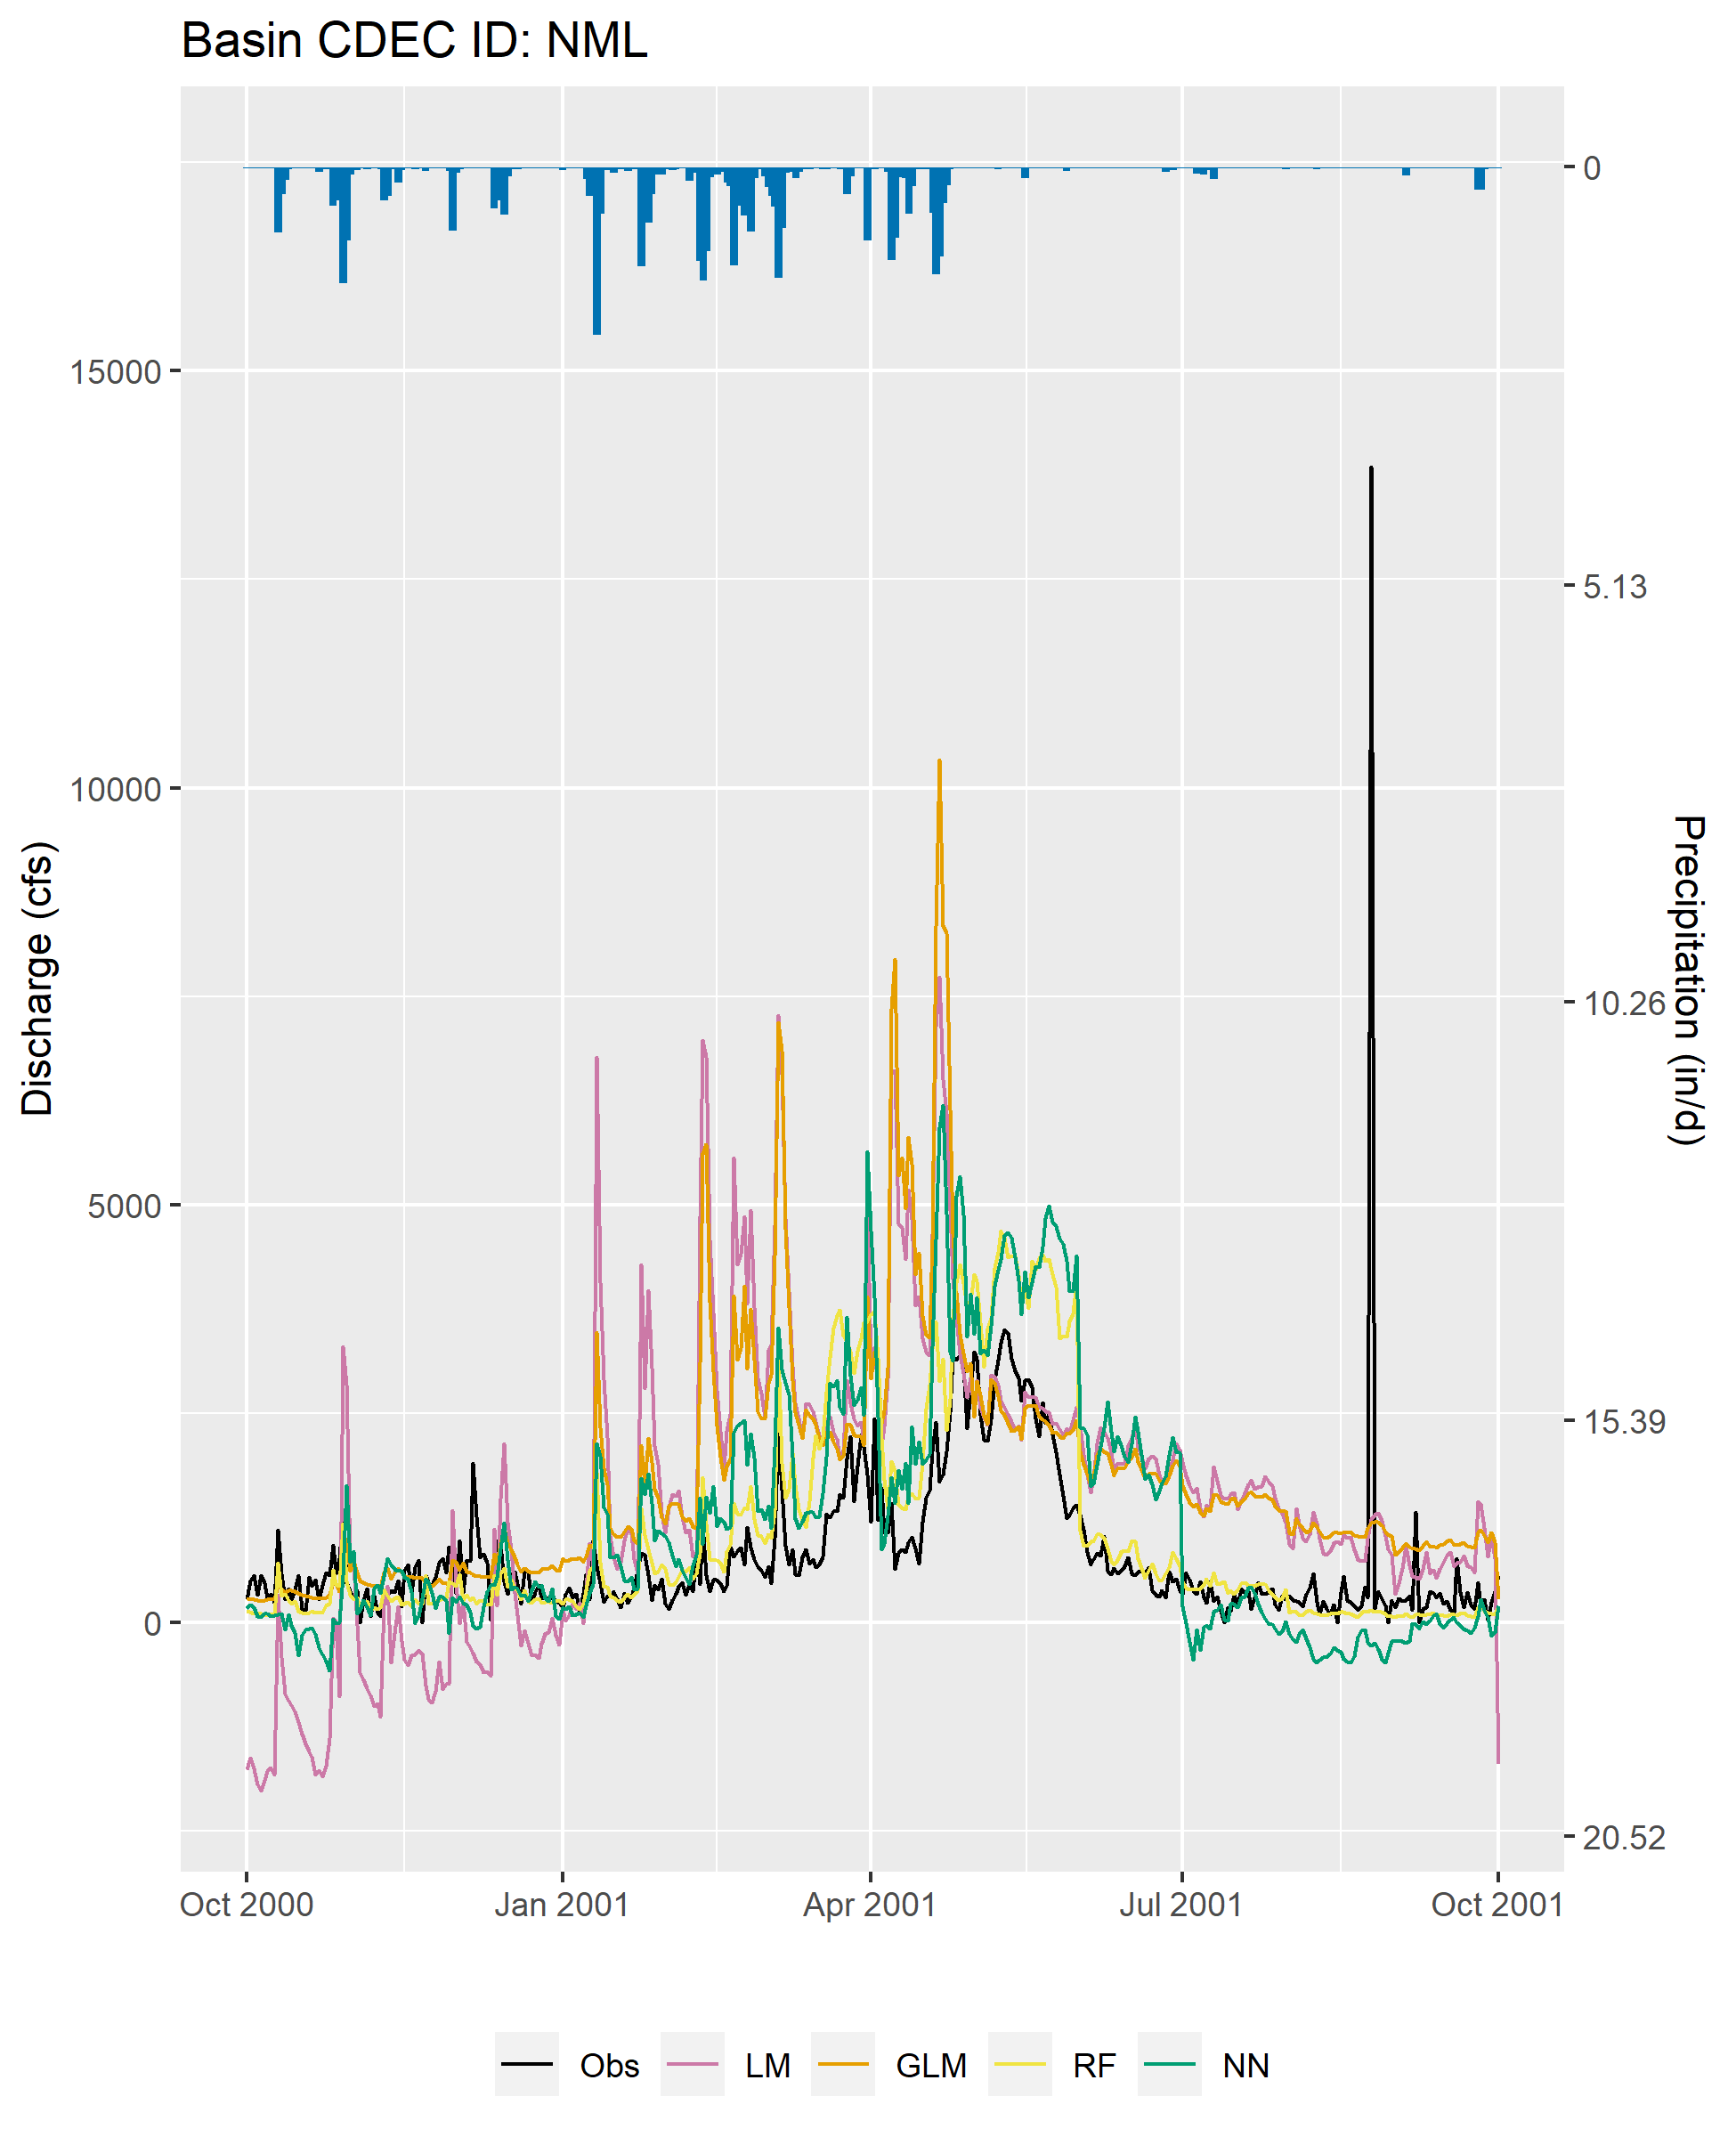 Basin CDEC ID: NML
0
15000
5.13
10000
Discharge (cfs)
Precipitation (in/d)
10.26
5000
15.39
0
20.52
Oct 2000 Jan 2001 Apr 2001 Jul 2001 Oct 2001
Obs LM GLM RF NN